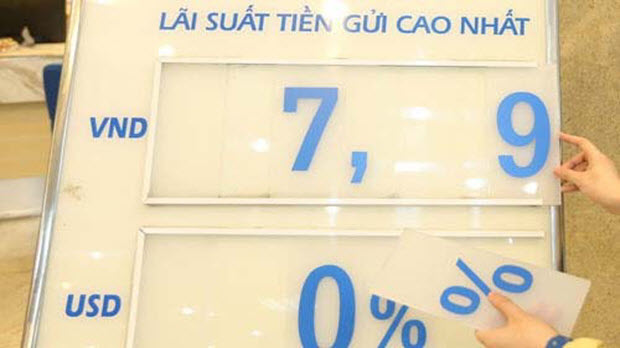 LÃI SUẤT TIỀN GỬI CAO NHẤT
VND 7, 9
USD 0% %